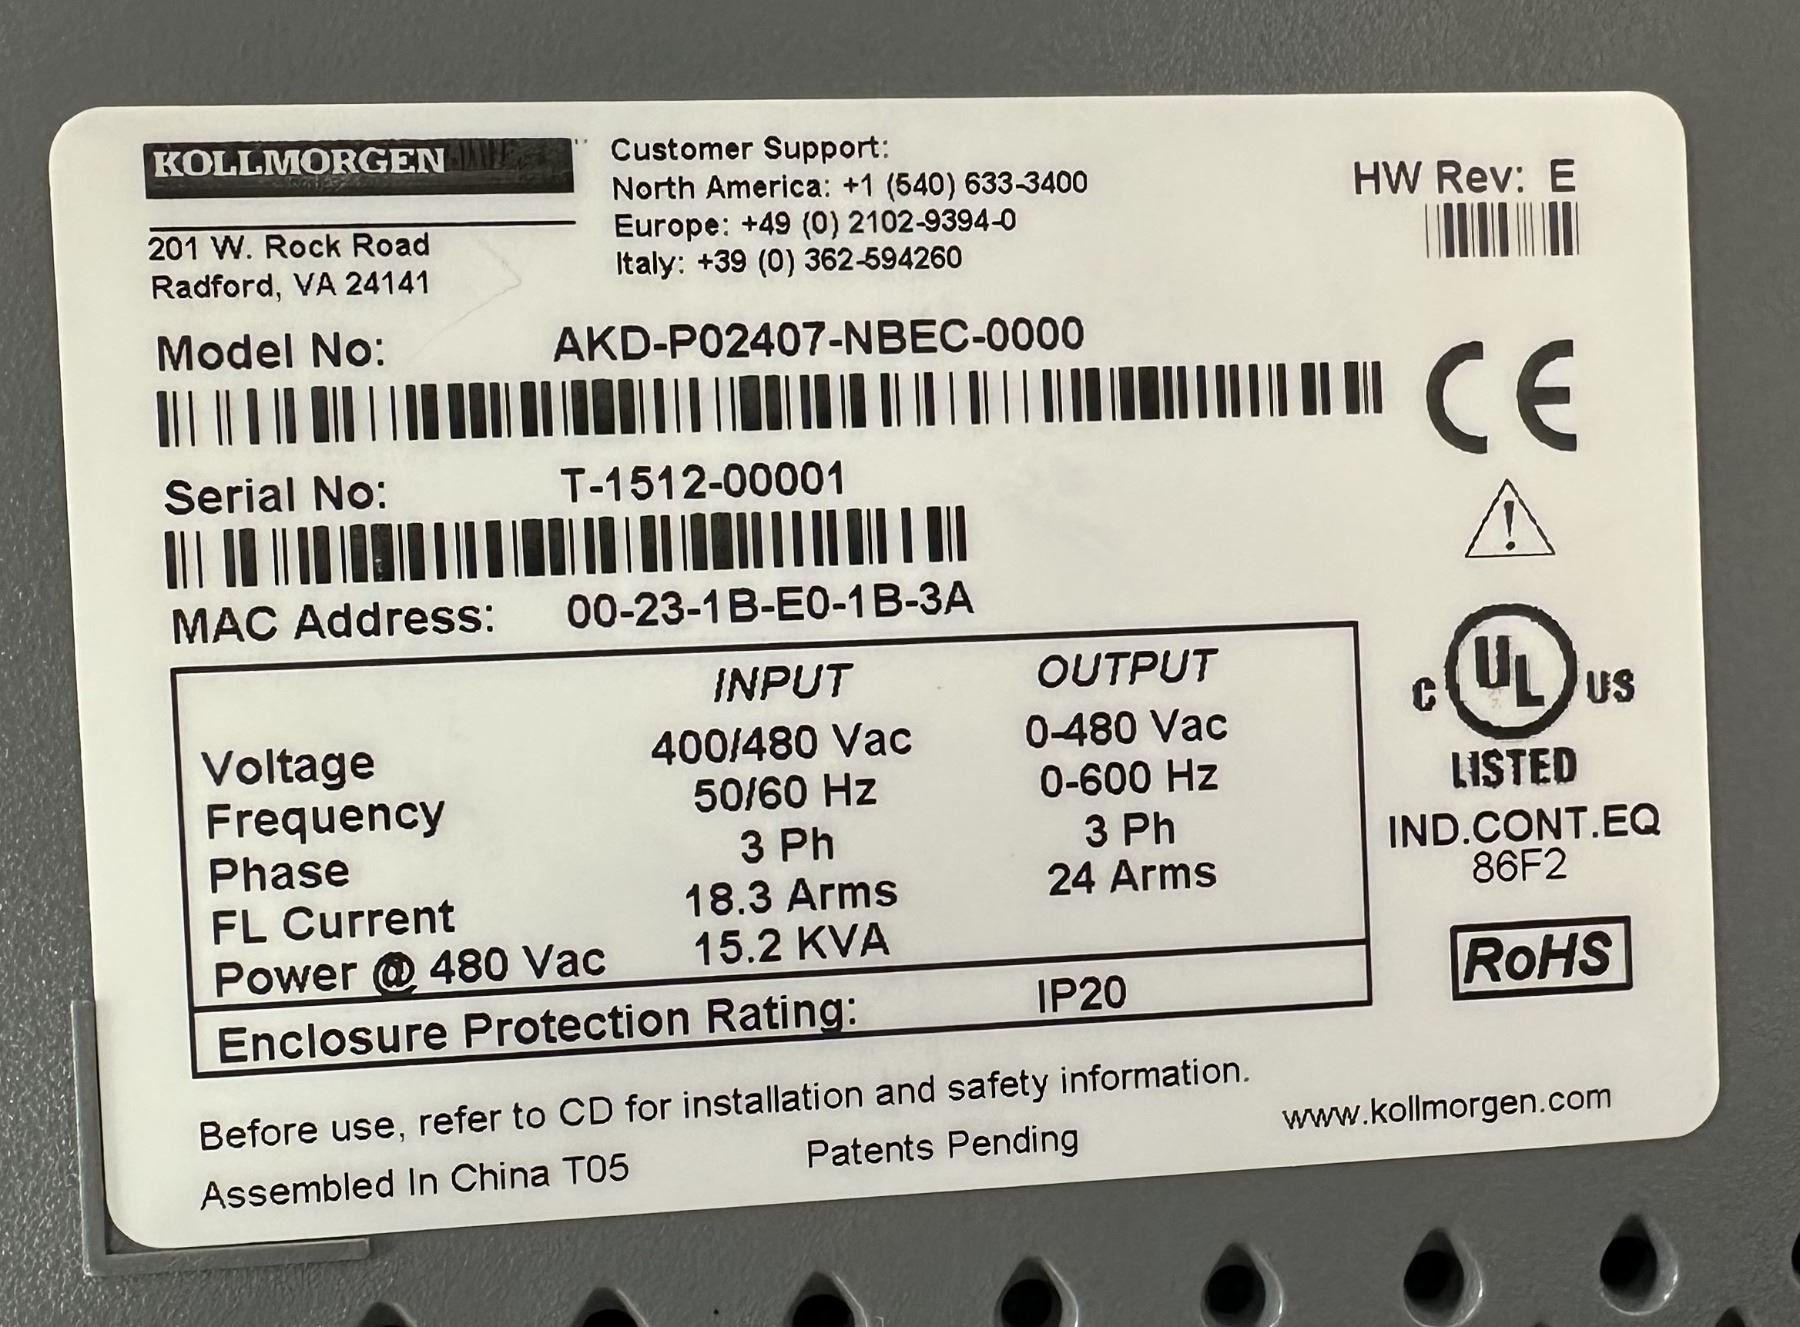 KOLLMORGEN
201 W. Rock Road
Radford, VA 24141
Customer Support:
North America: +1 (540) 633-3400
Europe: +49 (0) 2102-9394-0
Italy: +39 (0) 362-594260
HW Rev: E
Model No: AKD-P02407-NBEC-0000
Serial No: T-1512-00001
MAC Address: 00-23-1B-E0-1B-3A
CE
INPUT OUTPUT
Voltage 400/480 Vac 0-480 Vac
Frequency 50/60 Hz 0-600 Hz
Phase 3 Ph 3 Ph
FL Current 18.3 Arms 24 Arms
Power @ 480 Vac 15.2 KVA
Enclosure Protection Rating: IP20
C UL US
LISTED
IND.CONT.EQ
86F2
RoHS
Before use, refer to CD for installation and safety information.
Assembled In China T05
Patents Pending
www.kollmorgen.com